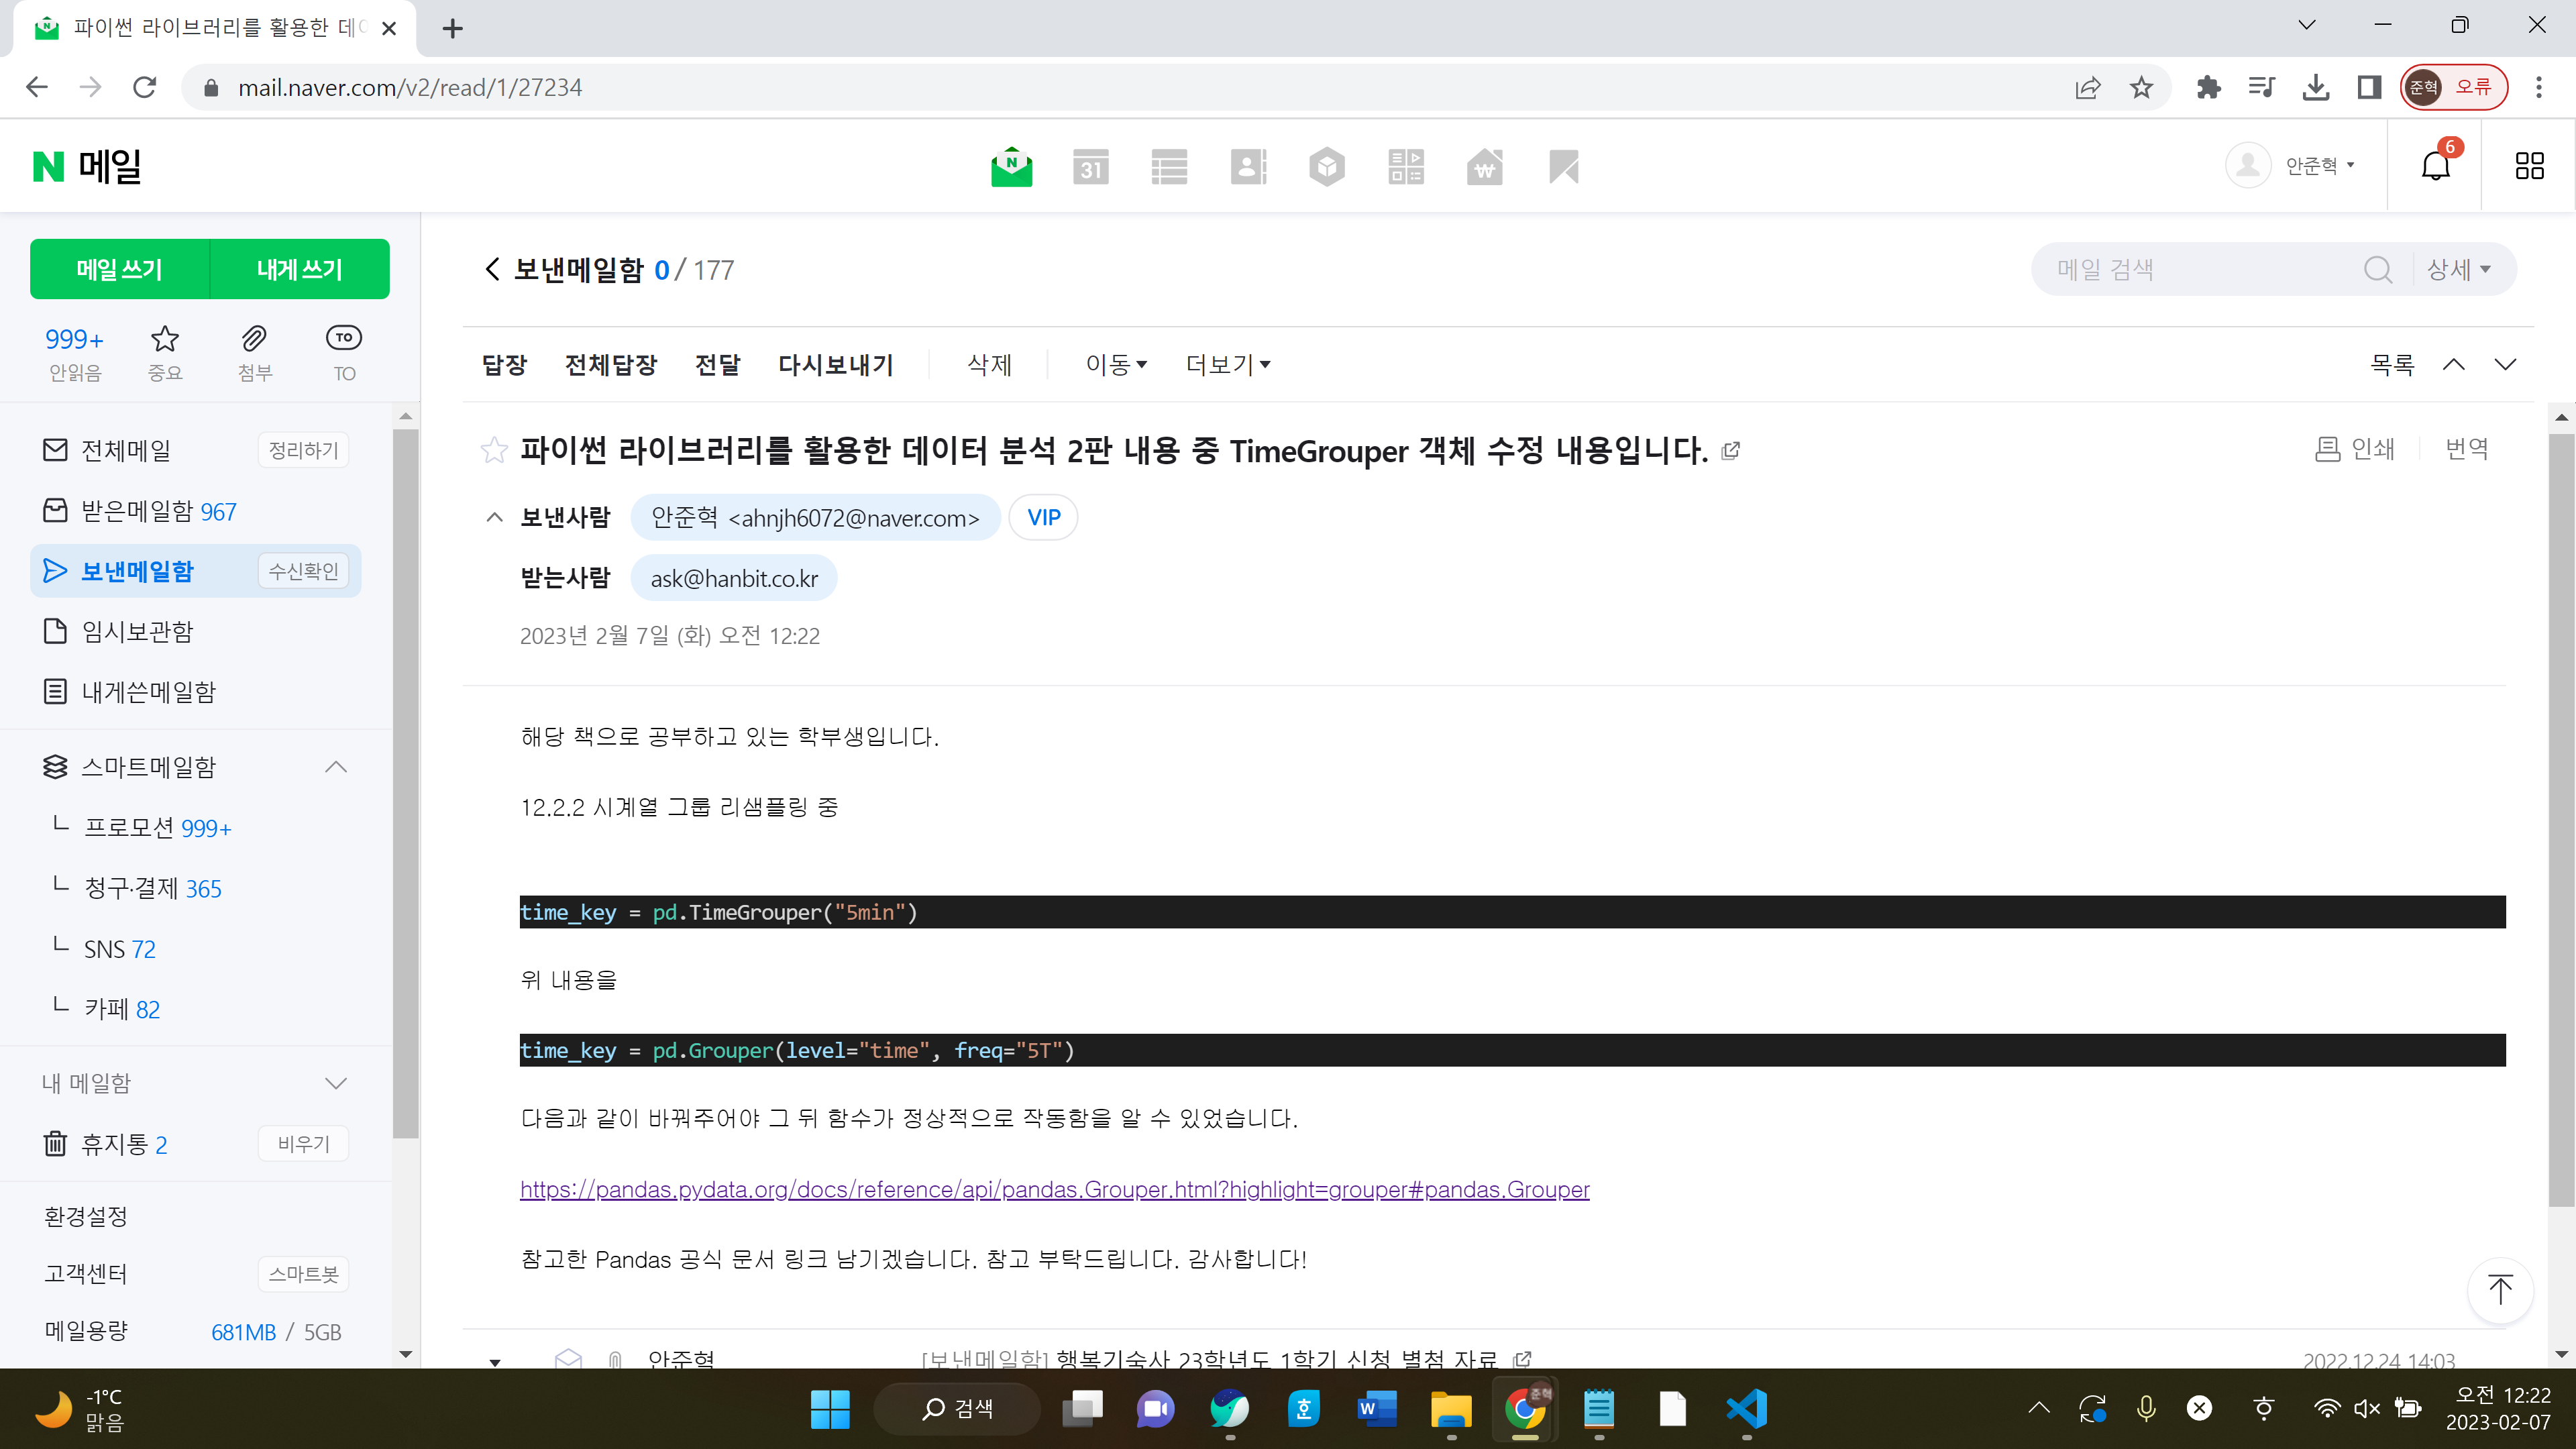 파이썬 라이브러리를 활용한 데이
mail.naver.com/v2/read/1/27234
준혁 오류
N 메일
31
안준혁
6
메일 쓰기 내게 쓰기
999+ TO
안읽음 중요 첨부 TO
전체메일 정리하기
받은메일함 967
보낸메일함 수신확인
임시보관함
내게쓴메일함
스마트메일함
프로모션 999+
청구·결제 365
SNS 72
카페 82
내 메일함
휴지통 2 비우기
환경설정
고객센터 스마트봇
메일용량 681MB / 5GB
보낸메일함 0 / 177
메일 검색 상세
답장 전체답장 전달 다시보내기 삭제 이동 더보기 목록
파이썬 라이브러리를 활용한 데이터 분석 2판 내용 중 TimeGrouper 객체 수정 내용입니다. 인쇄 번역
보낸사람 안준혁 <ahnjh6072@naver.com> VIP
받는사람 ask@hanbit.co.kr
2023년 2월 7일 (화) 오전 12:22
해당 책으로 공부하고 있는 학부생입니다.
12.2.2 시계열 그룹 리샘플링 중
time_key = pd.TimeGrouper("5min")
위 내용을
time_key = pd.Grouper(level="time", freq="5T")
다음과 같이 바꿔주어야 그 뒤 함수가 정상적으로 작동함을 알 수 있었습니다.
https://pandas.pydata.org/docs/reference/api/pandas.Grouper.html?highlight=grouper#pandas.Grouper
참고한 Pandas 공식 문서 링크 남기겠습니다. 참고 부탁드립니다. 감사합니다!
안준혁 [보낸메일함] 행복기숙사 23학년도 1학기 신청 별첨 자료 2022.12.24 14:03
-1°C
맑음
검색
오전 12:22
2023-02-07